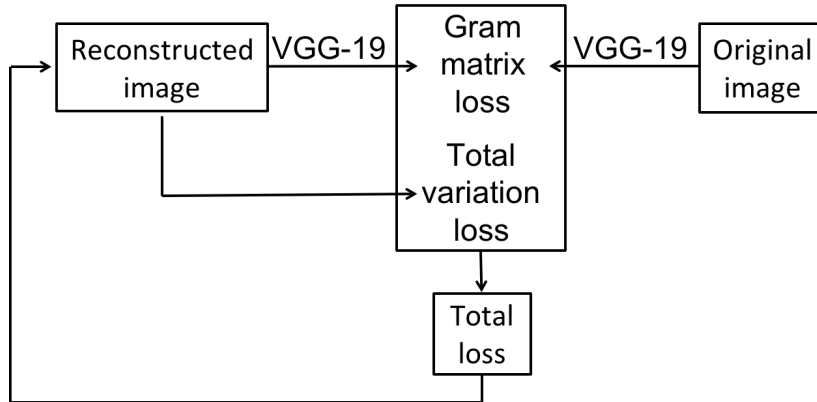 Reconstructed
image
VGG-19
Gram
matrix
loss
VGG-19
Original
image
Total
variation
loss
Total
loss